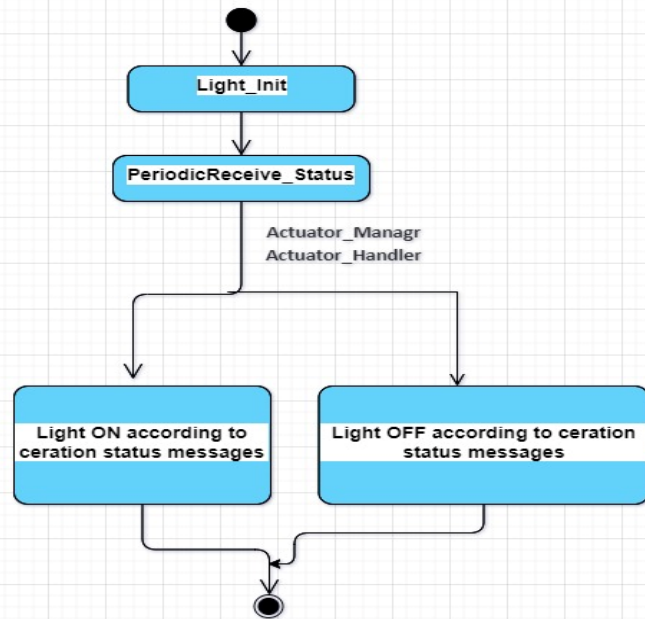 Light_Init
PeriodicReceive_Status
Actuator_Managr
Actuator_Handler
Light ON according to
ceration status messages
Light OFF according to ceration
status messages